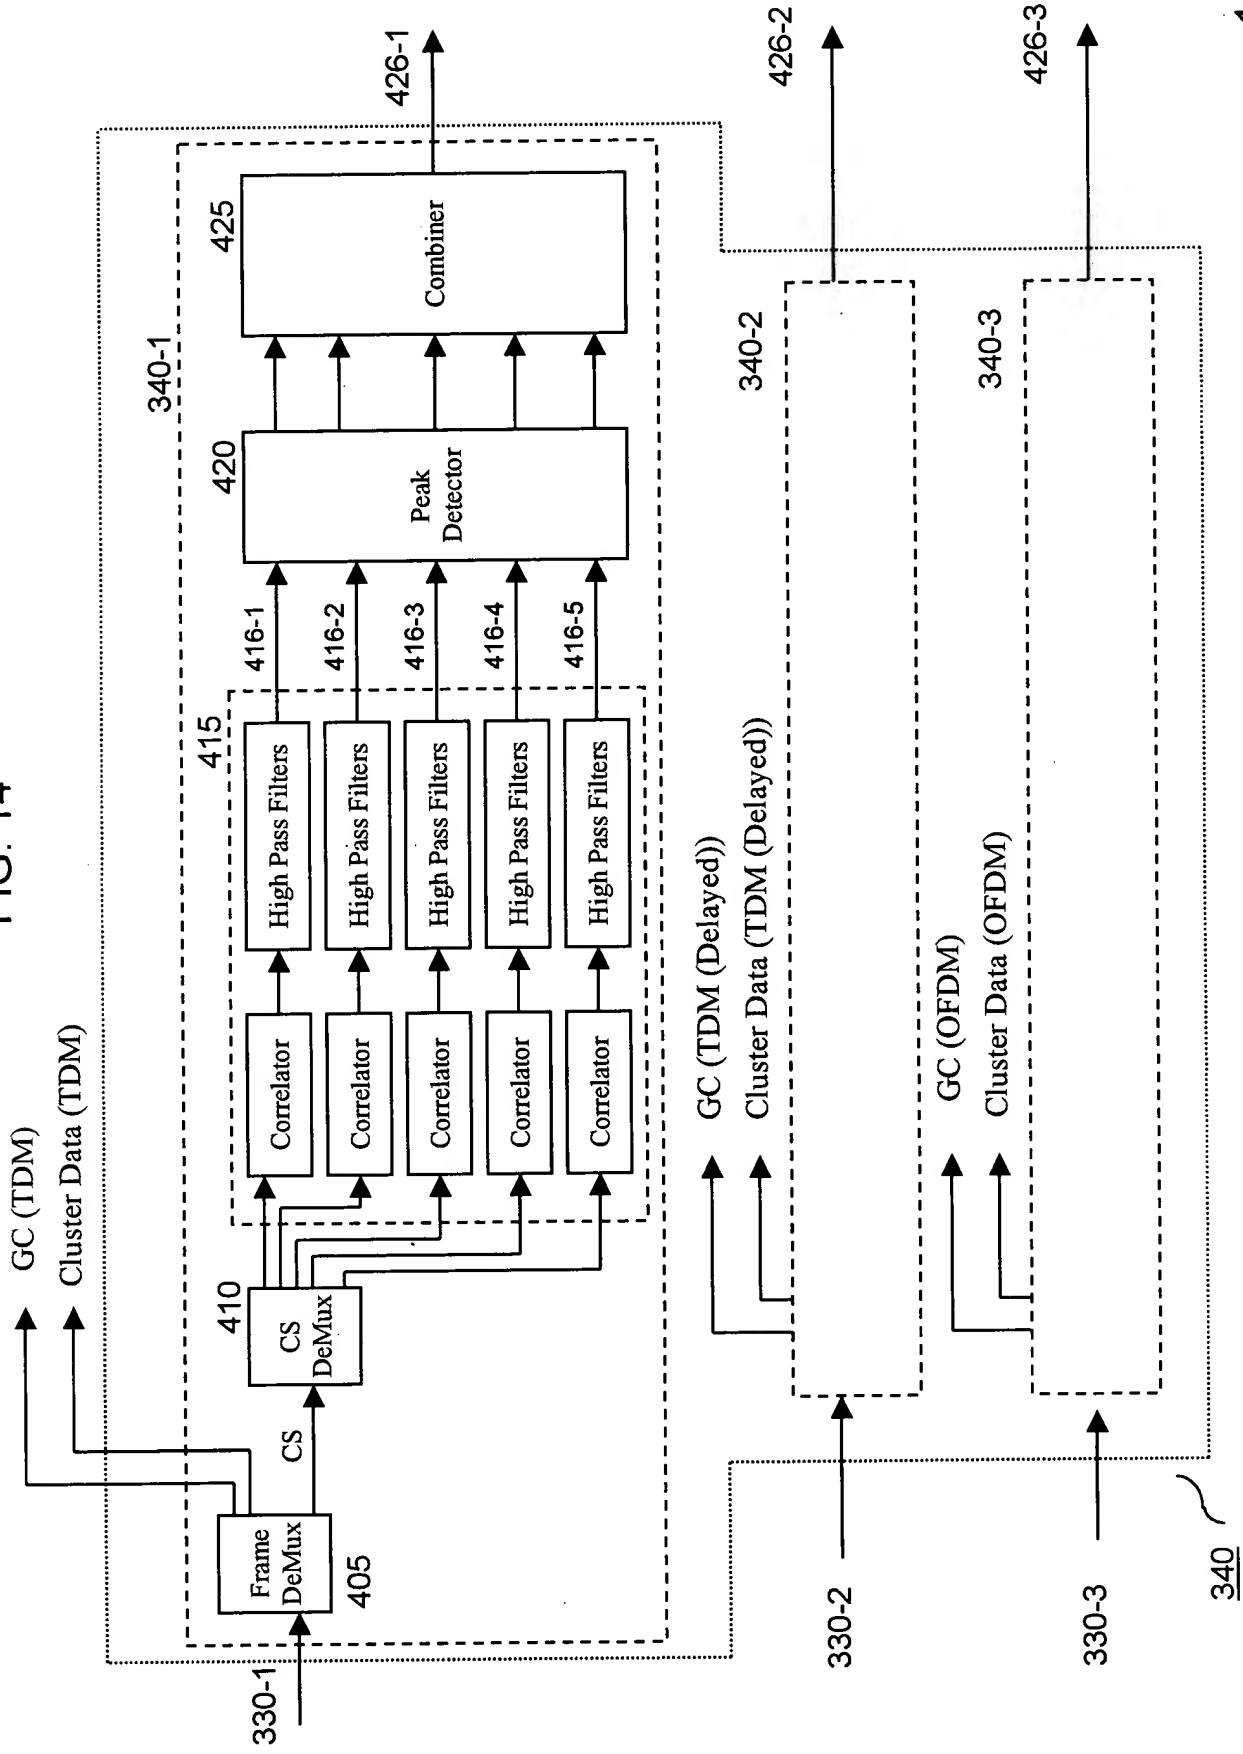 FIG. 14
GC (TDM)
Cluster Data (TDM)
330-1
Frame
DeMux
405
CS
410
CS
DeMux
415
Correlator
High Pass Filters
416-1
Correlator
High Pass Filters
416-2
Correlator
High Pass Filters
416-3
Correlator
High Pass Filters
416-4
Correlator
High Pass Filters
416-5
420
Peak
Detector
340-1
425
Combiner
426-1
GC (TDM (Delayed))
Cluster Data (TDM (Delayed))
340-2
330-2
426-2
GC (OFDM)
Cluster Data (OFDM)
340-3
330-3
426-3
340